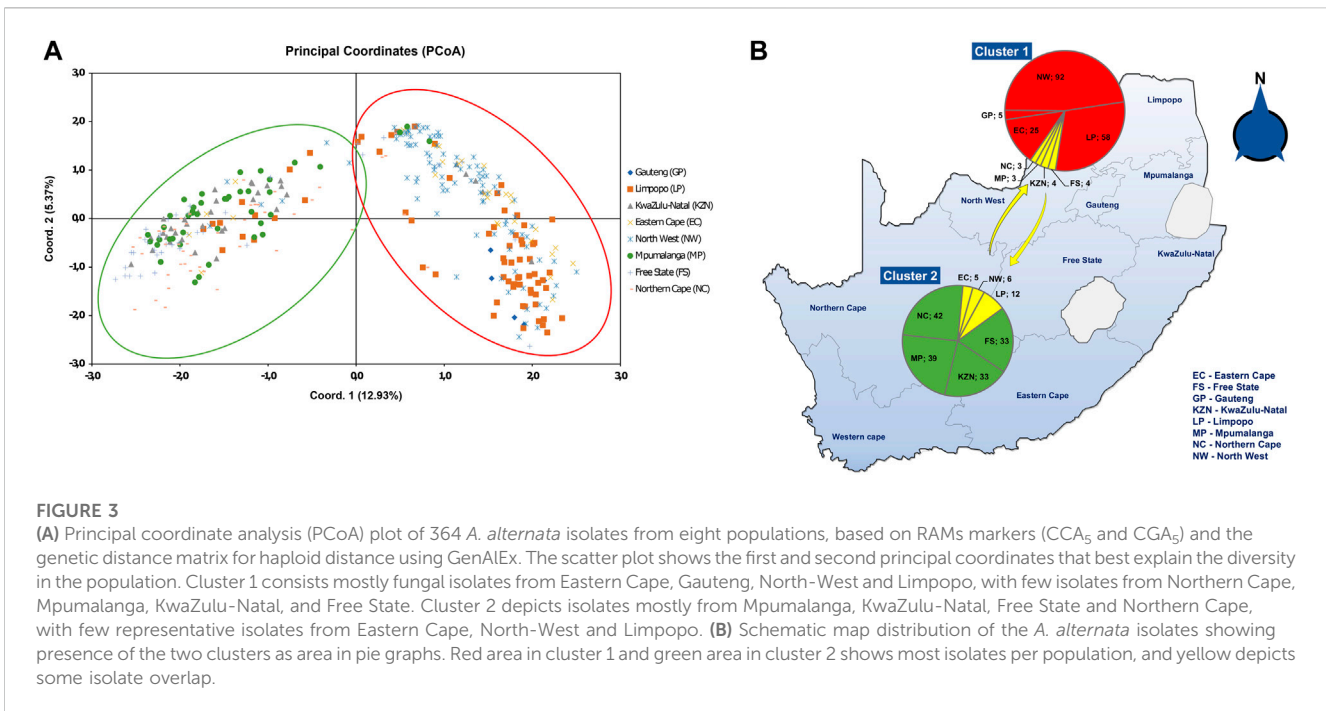 A
Principal Coordinates (PCoA)
3,0
2,0
1,0
0,0
-1,0
-2,0
-3,0
-3,0 -2,0 -1,0 0,0 1,0 2,0 3,0
Coord. 2 (5.37%)
Coord. 1 (12.93%)
Gauteng (GP)
Limpopo (LP)
KwaZulu-Natal (KZN)
Eastern Cape (EC)
North West (NW)
Mpumalanga (MP)
Free State (FS)
Northern Cape (NC)
B
Cluster 1
NW; 92
GP; 5
EC; 25
LP; 58
NC; 3
MP; 3
KZN; 4
FS; 4
N
Limpopo
Mpumalanga
North West
Gauteng
Free State
KwaZulu-Natal
Cluster 2
EC; 5
NW; 6
LP; 12
NC; 42
FS; 33
MP; 39
KZN; 33
Northern Cape
Eastern Cape
Western cape
EC - Eastern Cape
FS - Free State
GP - Gauteng
KZN - KwaZulu-Natal
LP - Limpopo
MP - Mpumalanga
NC - Northern Cape
NW - North West
FIGURE 3
(A) Principal coordinate analysis (PCoA) plot of 364 A. alternata isolates from eight populations, based on RAMs markers (CCA₅ and CGA₅) and the
genetic distance matrix for haploid distance using GenAlEx. The scatter plot shows the first and second principal coordinates that best explain the diversity
in the population. Cluster 1 consists mostly fungal isolates from Eastern Cape, Gauteng, North-West and Limpopo, with few isolates from Northern Cape,
Mpumalanga, KwaZulu-Natal, and Free State. Cluster 2 depicts isolates mostly from Mpumalanga, KwaZulu-Natal, Free State and Northern Cape,
with few representative isolates from Eastern Cape, North-West and Limpopo. (B) Schematic map distribution of the A. alternata isolates showing
presence of the two clusters as area in pie graphs. Red area in cluster 1 and green area in cluster 2 shows most isolates per population, and yellow depicts
some isolate overlap.